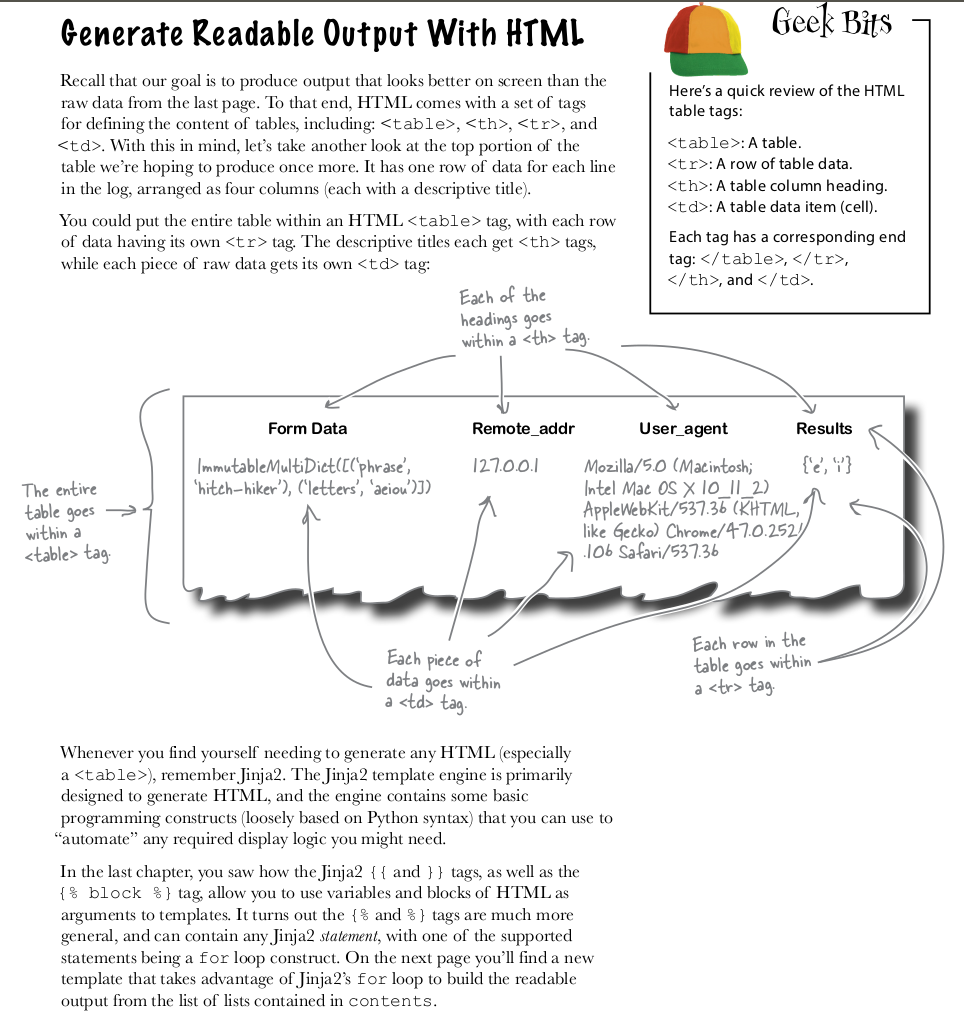 Generate Readable Output With HTML
Recall that our goal is to produce output that looks better on screen than the
raw data from the last page. To that end, HTML comes with a set of tags
for defining the content of tables, including: <table>, <th>, <tr>, and
<td>. With this in mind, let's take another look at the top portion of the
table we're hoping to produce once more. It has one row of data for each line
in the log, arranged as four columns (each with a descriptive title).
You could put the entire table within an HTML <table> tag, with each row
of data having its own <tr> tag. The descriptive titles each get <th> tags,
while each piece of raw data gets its own <td> tag:
Geek Bits
Here's a quick review of the HTML
table tags:
<table>: A table.
<tr>: A row of table data.
<th>: A table column heading.
<td>: A table data item (cell).
Each tag has a corresponding end
tag: </table>, </tr>,
</th>, and </td>.
Each of the
headings goes
within a <th> tag.
The entire
table goes
within a
<table> tag.
Form Data
Remote_addr
User_agent
Results
ImmutableMultiDict([('phrase',
'hitch-hiker'), ('letters', 'aeiou')])
127.0.0.1
Mozilla/5.0 (Macintosh;
Intel Mac OS X 10_11_2)
AppleWebKit/537.36 (KHTML,
like Gecko) Chrome/47.0.2526
.106 Safari/537.36
{'e', 'i'}
Each piece of
data goes within
a <td> tag.
Each row in the
table goes within
a <tr> tag.
Whenever you find yourself needing to generate any HTML (especially
a <table>), remember Jinja2. The Jinja2 template engine is primarily
designed to generate HTML, and the engine contains some basic
programming constructs (loosely based on Python syntax) that you can use to
"automate" any required display logic you might need.
In the last chapter, you saw how the Jinja2 {{ and }} tags, as well as the
{% block %} tag, allow you to use variables and blocks of HTML as
arguments to templates. It turns out the {% and %} tags are much more
general, and can contain any Jinja2 statement, with one of the supported
statements being a for loop construct. On the next page you'll find a new
template that takes advantage of Jinja2's for loop to build the readable
output from the list of lists contained in contents.